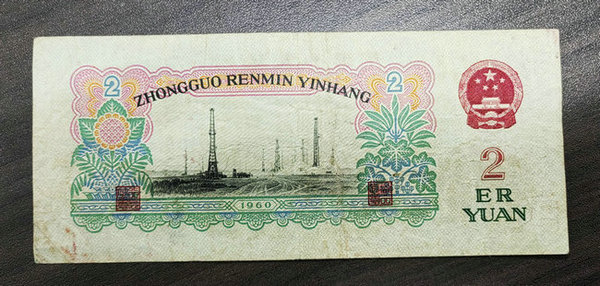 2
2
ZHONGGUO RENMIN YINHANG
1960
2
ER
YUAN